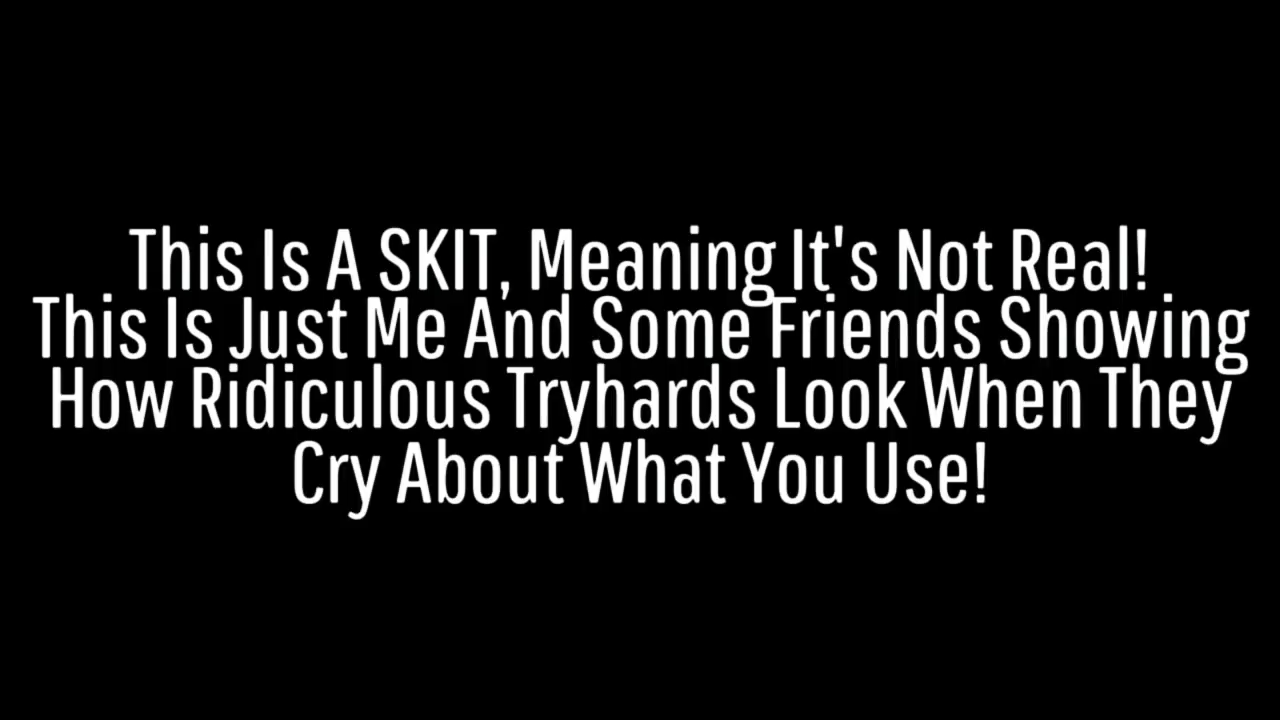 This Is A SKIT, Meaning It's Not Real!
This Is Just Me And Some Friends Showing
How Ridiculous Tryhards Look When They
Cry About What You Use!